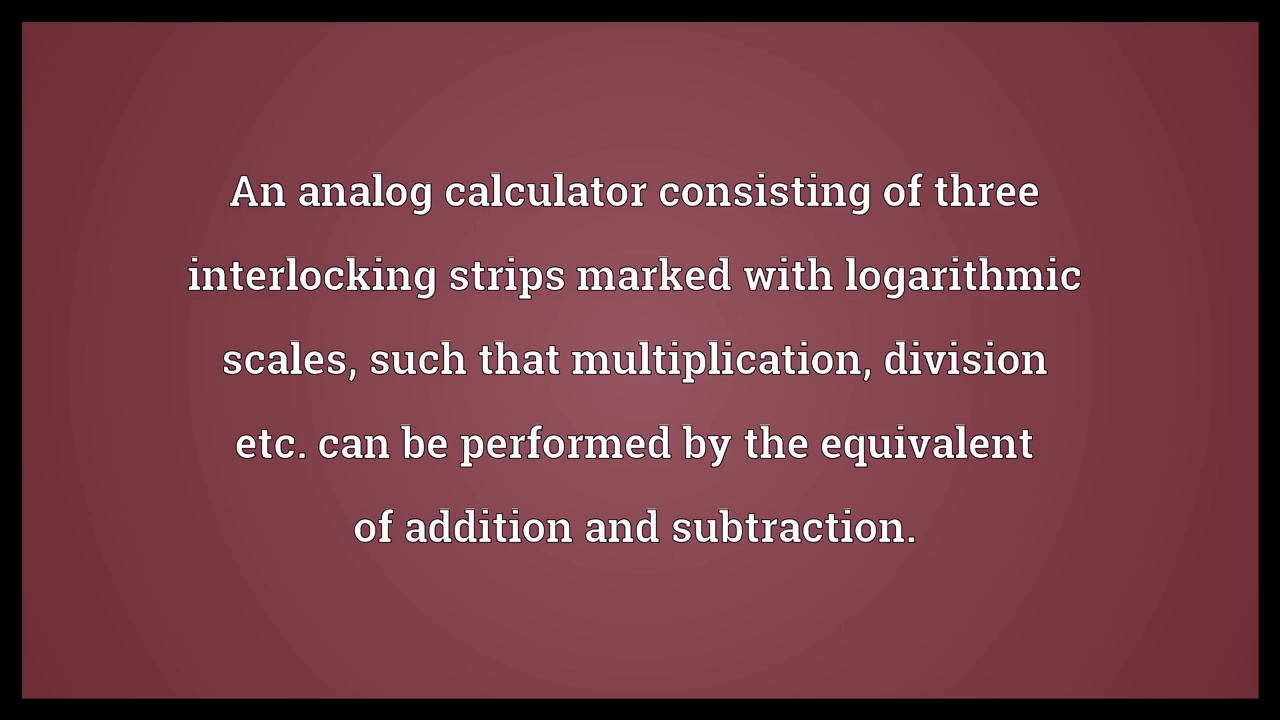 An analog calculator consisting of three
interlocking strips marked with logarithmic
scales, such that multiplication, division
etc. can be performed by the equivalent
of addition and subtraction.